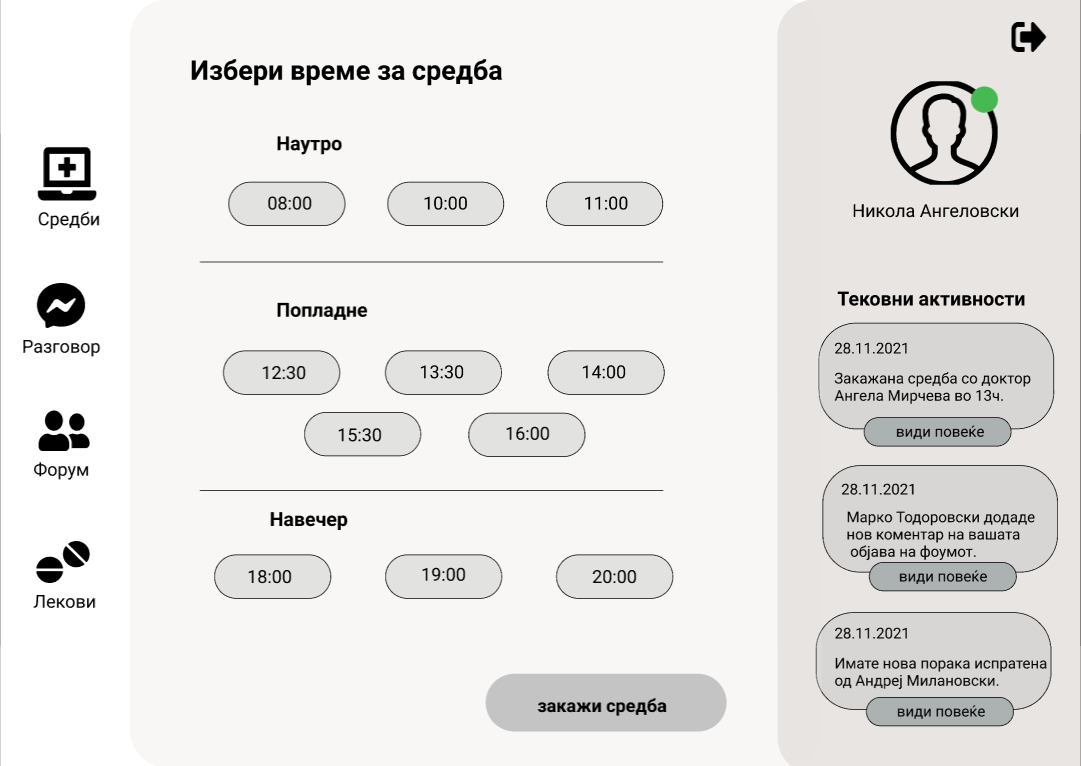 Средби
Разговор
Форум
Лекови
Избери време за средба
Наутро
08:00
10:00
11:00
Попладне
12:30
13:30
14:00
15:30
16:00
Навечер
18:00
19:00
20:00
закажи средба
Никола Ангеловски
Тековни активности
28.11.2021
Закажана средба со доктор
Ангела Мирчева во 13ч.
види повеќе
28.11.2021
Марко Тодоровски додаде
нов коментар на вашата
објава на фоумот.
види повеќе
28.11.2021
Имате нова порака испратена
од Андреј Милановски.
види повеќе